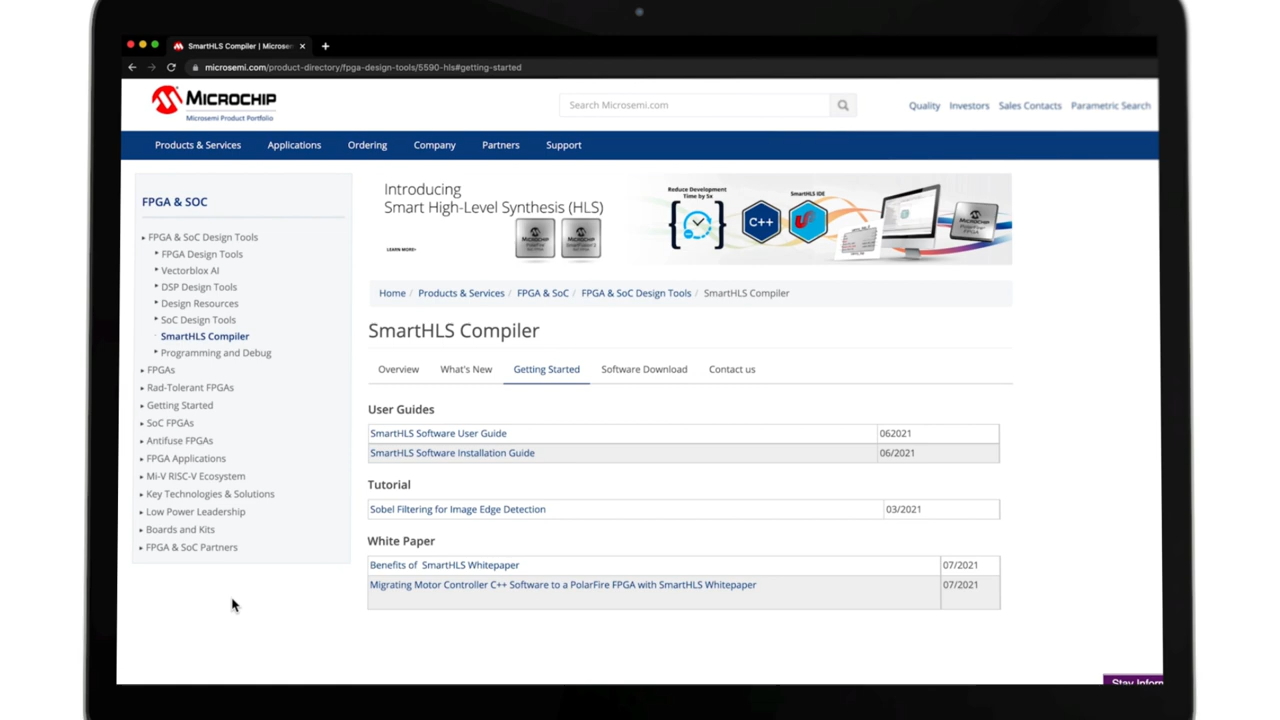 SmartHLS Compiler | Microse
microsemi.com/product-directory/fpga-design-tools/5590-hls#getting-started
MICROCHIP
Microsemi Product Portfolio
Search Microsemi.com
Quality Investors Sales Contacts Parametric Search
Products & Services Applications Ordering Company Partners Support
FPGA & SOC
FPGA & SoC Design Tools
FPGA Design Tools
Vectorblox AI
DSP Design Tools
Design Resources
SoC Design Tools
SmartHLS Compiler
Programming and Debug
FPGAs
Rad-Tolerant FPGAs
Getting Started
SoC FPGAs
Antifuse FPGAs
FPGA Applications
Mi-V RISC-V Ecosystem
Key Technologies & Solutions
Low Power Leadership
Boards and Kits
FPGA & SoC Partners
Introducing
Smart High-Level Synthesis (HLS)
LEARN MORE>
MICROCHIP
MICROCHIP
Reduce Development
Time by 5x
C++
SmartHLS IDE
MICROCHIP
Home / Products & Services / FPGA & SoC / FPGA & SoC Design Tools / SmartHLS Compiler
SmartHLS Compiler
Overview What's New Getting Started Software Download Contact us
User Guides
SmartHLS Software User Guide 062021
SmartHLS Software Installation Guide 06/2021
Tutorial
Sobel Filtering for Image Edge Detection 03/2021
White Paper
Benefits of SmartHLS Whitepaper 07/2021
Migrating Motor Controller C++ Software to a PolarFire FPGA with SmartHLS Whitepaper 07/2021
Stay Inform